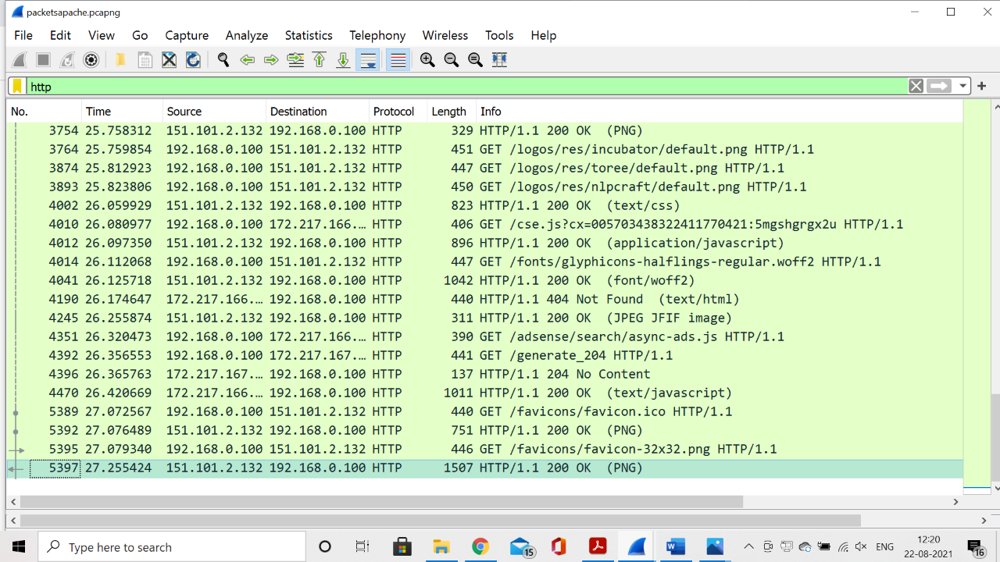 packetsapache.pcapng
File Edit View Go Capture Analyze Statistics Telephony Wireless Tools Help
http
No. Time Source Destination Protocol Length Info
3754 25.758312 151.101.2.132 192.168.0.100 HTTP 329 HTTP/1.1 200 OK (PNG)
3764 25.759854 192.168.0.100 151.101.2.132 HTTP 451 GET /logos/res/incubator/default.png HTTP/1.1
3874 25.812923 192.168.0.100 151.101.2.132 HTTP 447 GET /logos/res/toree/default.png HTTP/1.1
3893 25.823806 192.168.0.100 151.101.2.132 HTTP 450 GET /logos/res/nlpcraft/default.png HTTP/1.1
4002 26.059929 151.101.2.132 192.168.0.100 HTTP 823 HTTP/1.1 200 OK (text/css)
4010 26.080977 192.168.0.100 172.217.166.… HTTP 406 GET /cse.js?cx=005703438322411770421:5mgshgrgx2u HTTP/1.1
4012 26.097350 151.101.2.132 192.168.0.100 HTTP 896 HTTP/1.1 200 OK (application/javascript)
4014 26.112068 192.168.0.100 151.101.2.132 HTTP 447 GET /fonts/glyphicons-halflings-regular.woff2 HTTP/1.1
4041 26.125718 151.101.2.132 192.168.0.100 HTTP 1042 HTTP/1.1 200 OK (font/woff2)
4190 26.174647 172.217.166.… 192.168.0.100 HTTP 440 HTTP/1.1 404 Not Found (text/html)
4245 26.255874 151.101.2.132 192.168.0.100 HTTP 311 HTTP/1.1 200 OK (JPEG JFIF image)
4351 26.320473 192.168.0.100 172.217.166.… HTTP 390 GET /adsense/search/async-ads.js HTTP/1.1
4392 26.356553 192.168.0.100 172.217.167.… HTTP 441 GET /generate_204 HTTP/1.1
4396 26.365763 172.217.167.… 192.168.0.100 HTTP 137 HTTP/1.1 204 No Content
4470 26.420669 172.217.166.… 192.168.0.100 HTTP 1011 HTTP/1.1 200 OK (text/javascript)
5389 27.072567 192.168.0.100 151.101.2.132 HTTP 440 GET /favicons/favicon.ico HTTP/1.1
5392 27.076489 151.101.2.132 192.168.0.100 HTTP 751 HTTP/1.1 200 OK (PNG)
5395 27.079340 192.168.0.100 151.101.2.132 HTTP 446 GET /favicons/favicon-32x32.png HTTP/1.1
5397 27.255424 151.101.2.132 192.168.0.100 HTTP 1507 HTTP/1.1 200 OK (PNG)
Type here to search
15
ENG
12:20
22-08-2021
16